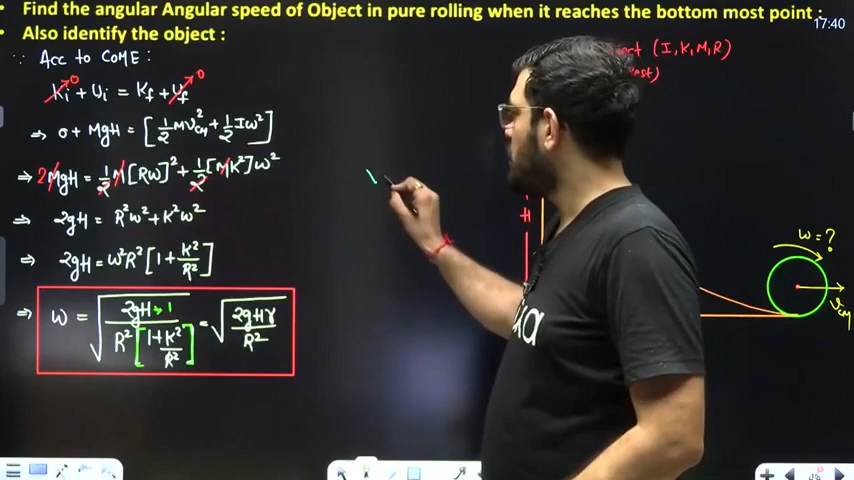 • Find the angular Angular speed of Object in pure rolling when it reaches the bottom most point :
17:40
• Also identify the object :
∵ Acc to COME :
(I, K, M, R)
K̶i̶→0 + Ui = Kf + U̶f̶→0
⇒ 0 + MgH = [½MV²CM + ½Iω²]
⇒ 2MgH = ½M[Rω]² + ½[MK²]ω²
⇒ 2gH = R²ω² + K²ω²
⇒ 2gH = ω²R²[1 + K²/R²]
⇒ ω = √(2gH→1 / R²[1 + K²/R²]) = √(2gHγ / R²)
H
ω = ?
VCM